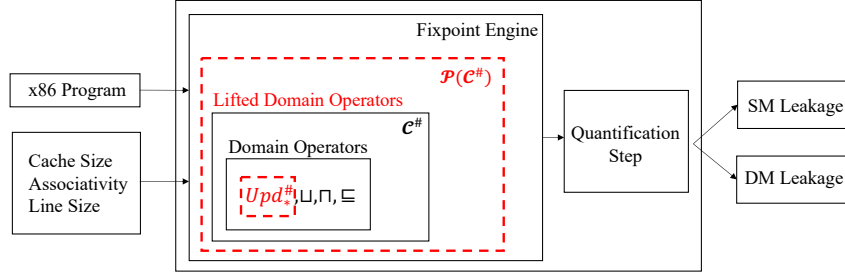 Fixpoint Engine
𝓟(𝓒#)
x86 Program
Lifted Domain Operators
𝓒#
SM Leakage
Domain Operators
Quantification
Step
Cache Size
Associativity
Line Size
Upd*#,⊔,⊓,⊑
DM Leakage